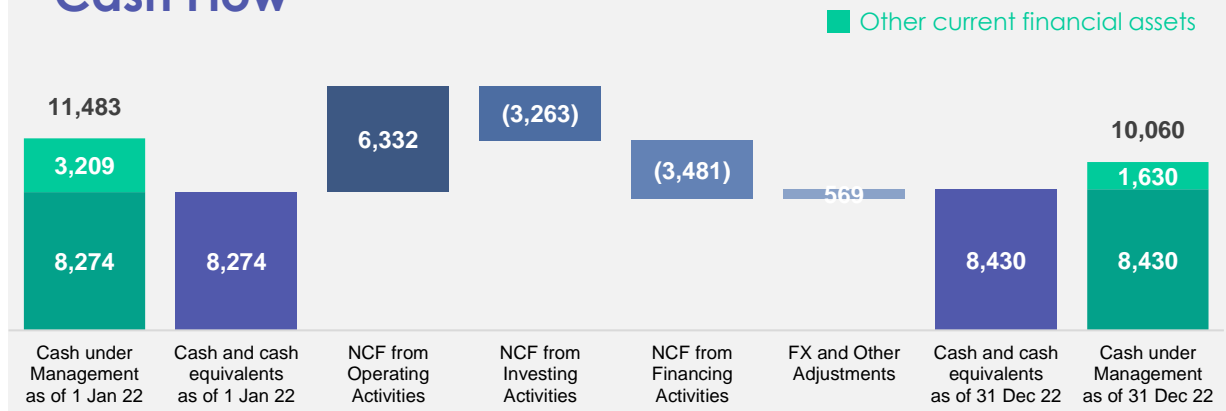 Cash Flow
Other current financial assets
11,483
3,209
8,274
8,274
6,332
(3,263)
(3,481)
569
8,430
10,060
1,630
8,430
Cash under
Management
as of 1 Jan 22
Cash and cash
equivalents
as of 1 Jan 22
NCF from
Operating
Activities
NCF from
Investing
Activities
NCF from
Financing
Activities
FX and Other
Adjustments
Cash and cash
equivalents
as of 31 Dec 22
Cash under
Management
as of 31 Dec 22